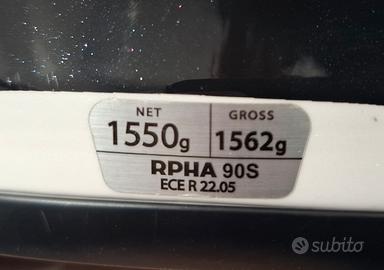 NET GROSS
1550g 1562g
RPHA 90S
ECE R 22.05
subito